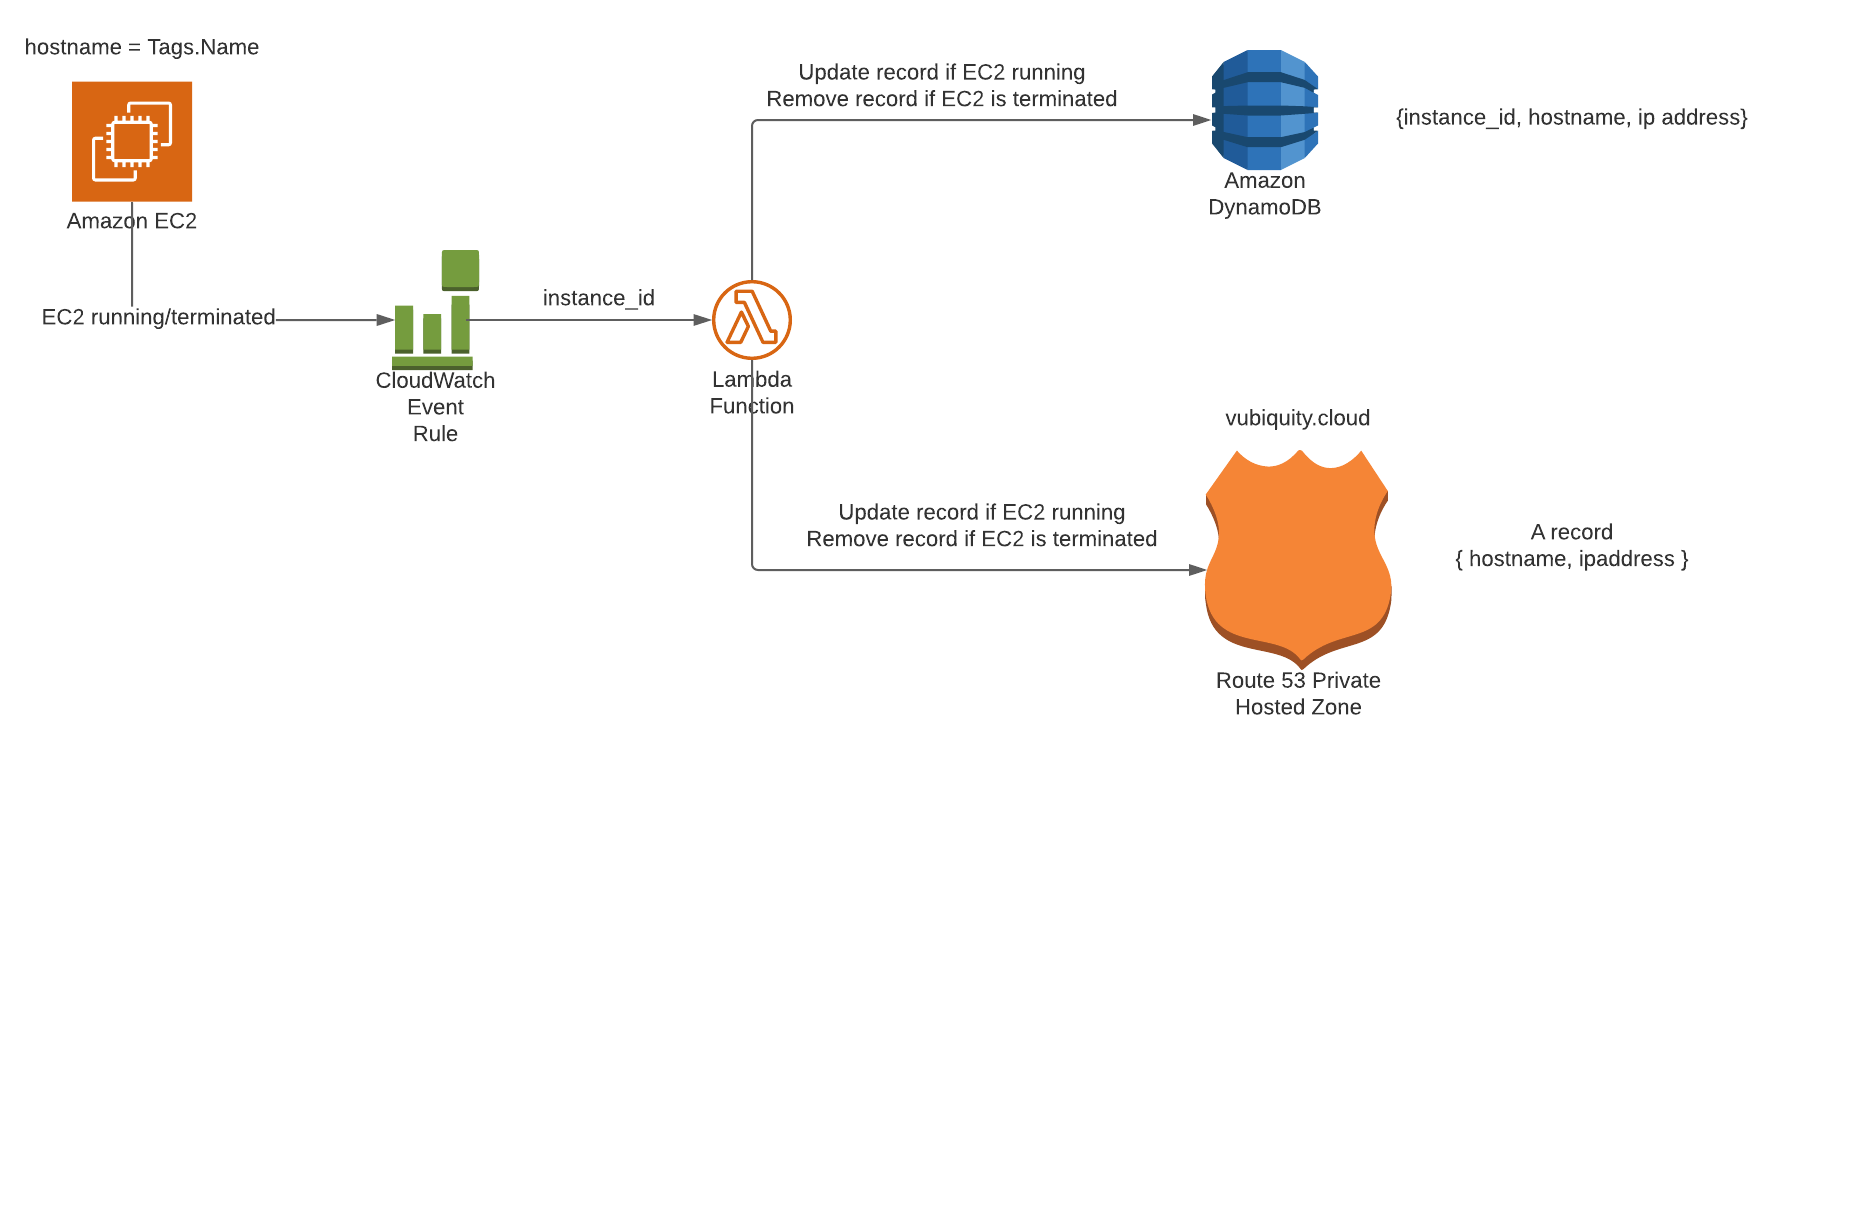 hostname = Tags.Name
Amazon EC2
EC2 running/terminated
CloudWatch
Event
Rule
instance_id
Lambda
Function
Update record if EC2 running
Remove record if EC2 is terminated
Amazon
DynamoDB
{instance_id, hostname, ip address}
Update record if EC2 running
Remove record if EC2 is terminated
vubiquity.cloud
Route 53 Private
Hosted Zone
A record
{ hostname, ipaddress }